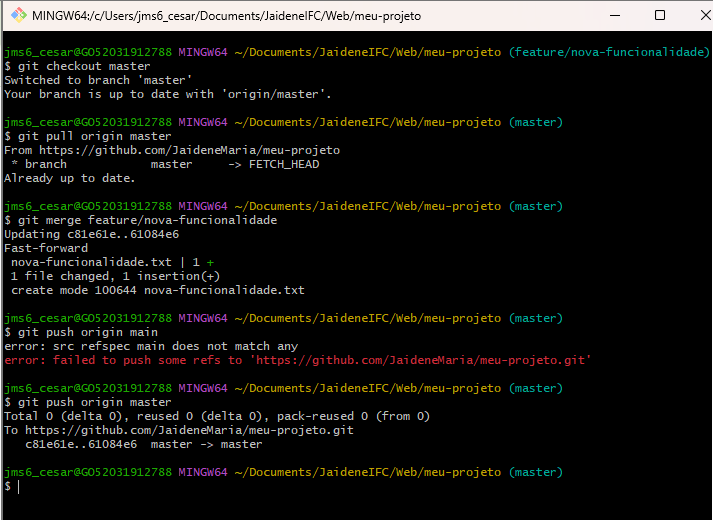 MINGW64:/c/Users/jms6_cesar/Documents/JaideneIFC/Web/meu-projeto
jms6_cesar@GO52031912788 MINGW64 ~/Documents/JaideneIFC/Web/meu-projeto (feature/nova-funcionalidade)
$ git checkout master
Switched to branch 'master'
Your branch is up to date with 'origin/master'.
jms6_cesar@GO52031912788 MINGW64 ~/Documents/JaideneIFC/Web/meu-projeto (master)
$ git pull origin master
From https://github.com/JaideneMaria/meu-projeto
 * branch            master     -> FETCH_HEAD
Already up to date.
jms6_cesar@GO52031912788 MINGW64 ~/Documents/JaideneIFC/Web/meu-projeto (master)
$ git merge feature/nova-funcionalidade
Updating c81e61e..61084e6
Fast-forward
 nova-funcionalidade.txt | 1 +
 1 file changed, 1 insertion(+)
 create mode 100644 nova-funcionalidade.txt
jms6_cesar@GO52031912788 MINGW64 ~/Documents/JaideneIFC/Web/meu-projeto (master)
$ git push origin main
error: src refspec main does not match any
error: failed to push some refs to 'https://github.com/JaideneMaria/meu-projeto.git'
jms6_cesar@GO52031912788 MINGW64 ~/Documents/JaideneIFC/Web/meu-projeto (master)
$ git push origin master
Total 0 (delta 0), reused 0 (delta 0), pack-reused 0 (from 0)
To https://github.com/JaideneMaria/meu-projeto.git
   c81e61e..61084e6  master -> master
jms6_cesar@GO52031912788 MINGW64 ~/Documents/JaideneIFC/Web/meu-projeto (master)
$